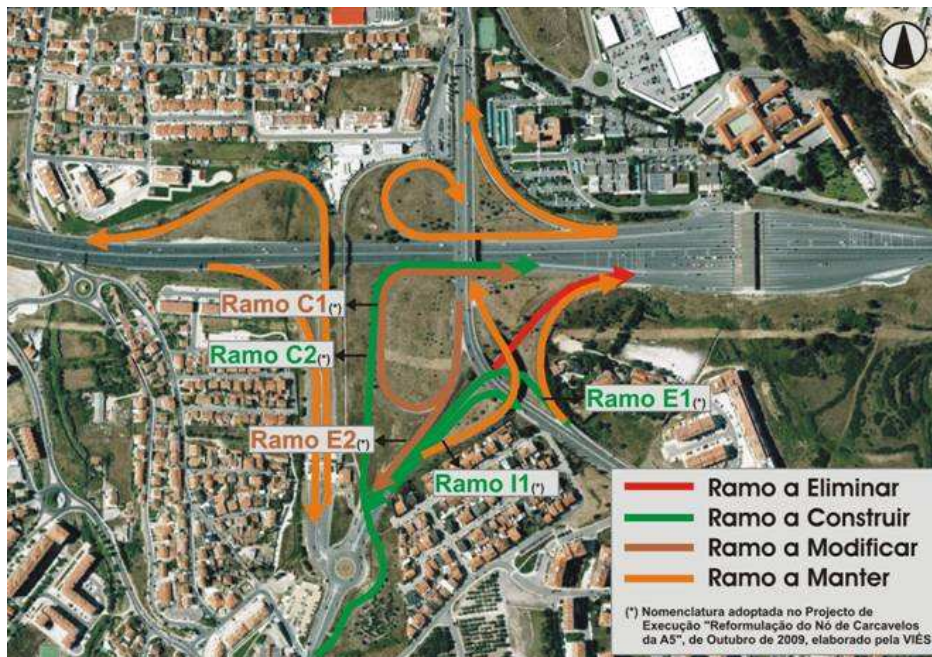 Ramo C1(*)
Ramo C2(*)
Ramo E1(*)
Ramo E2(*)
Ramo I1(*)
Ramo a Eliminar
Ramo a Construir
Ramo a Modificar
Ramo a Manter
(*) Nomenclatura adoptada no Projecto de
Execução "Reformulação do Nó de Carcavelos
da A5", de Outubro de 2009, elaborado pela VIÉS